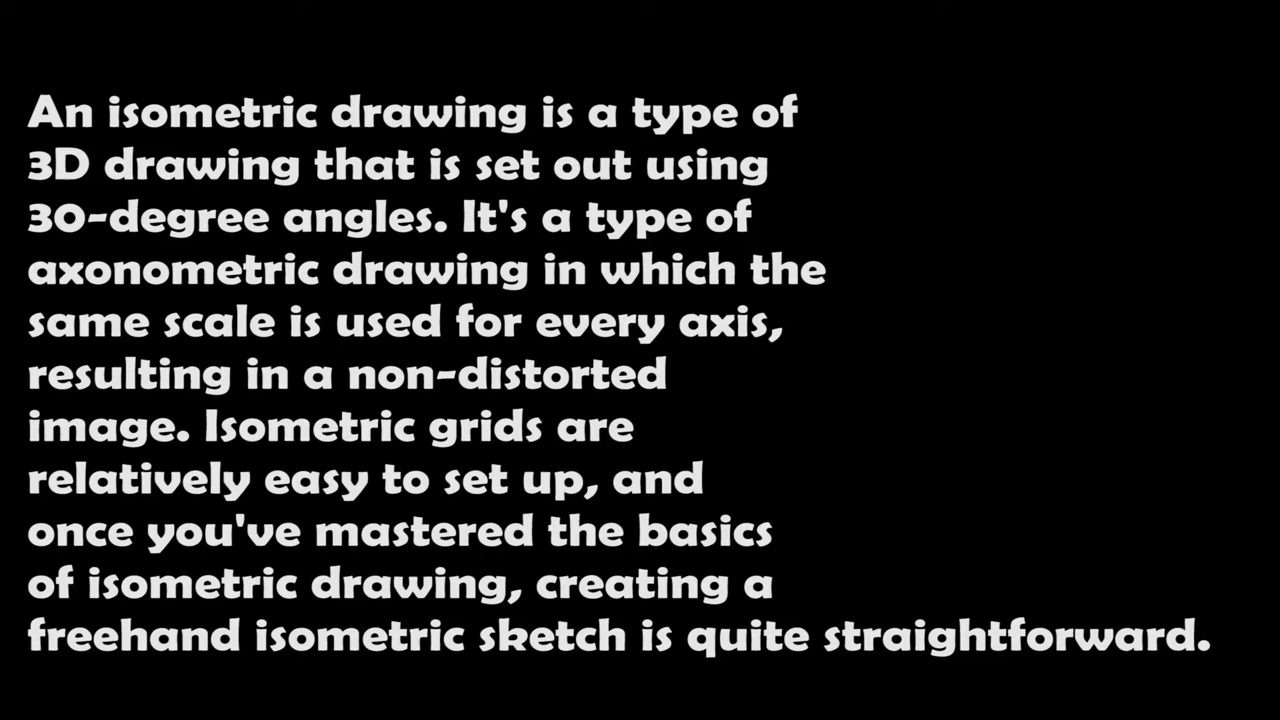 An isometric drawing is a type of
3D drawing that is set out using
30-degree angles. It's a type of
axonometric drawing in which the
same scale is used for every axis,
resulting in a non-distorted
image. Isometric grids are
relatively easy to set up, and
once you've mastered the basics
of isometric drawing, creating a
freehand isometric sketch is quite straightforward.